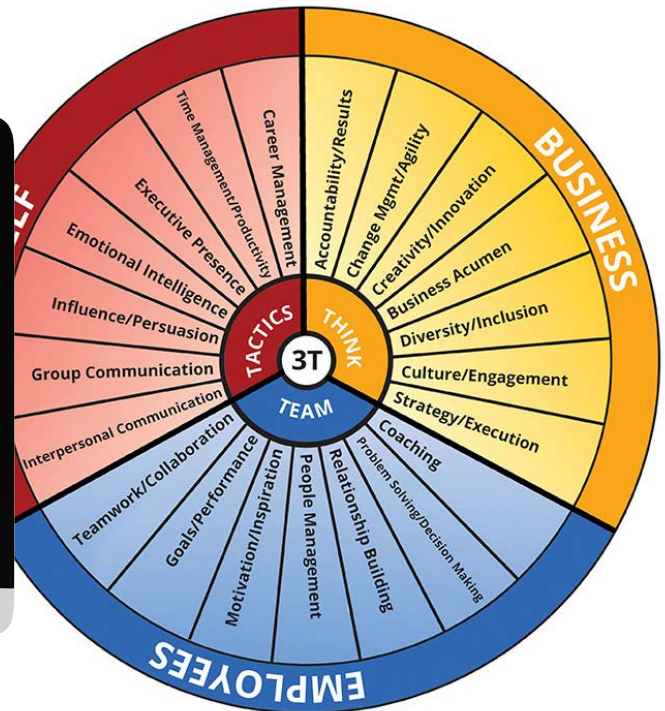 3T
TACTICS
THINK
TEAM
LF
Interpersonal Communication
Group Communication
Influence/Persuasion
Emotional Intelligence
Executive Presence
Time Management/Productivity
Career Management
BUSINESS
Accountability/Results
Change Mgmt/Agility
Creativity/Innovation
Business Acumen
Diversity/Inclusion
Culture/Engagement
Strategy/Execution
EMPLOYEES
Coaching
Problem Solving/Decision Making
Relationship Building
People Management
Motivation/Inspiration
Goals/Performance
Teamwork/Collaboration